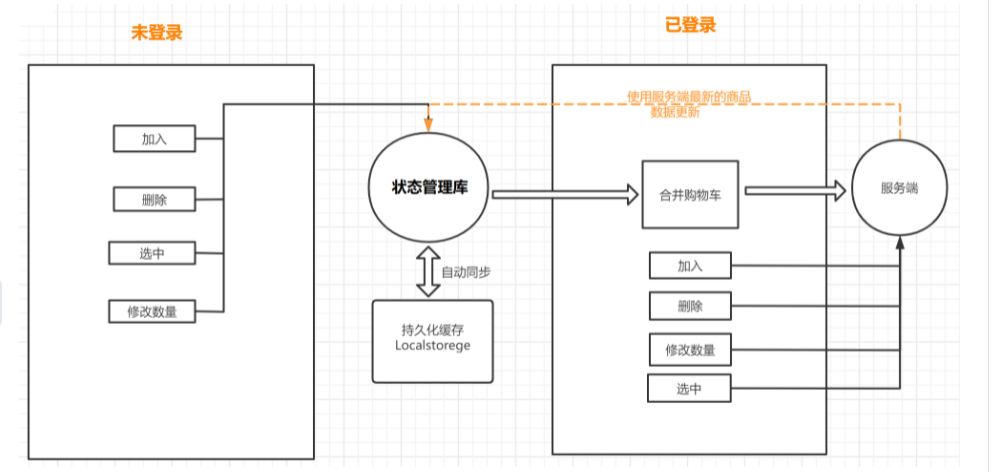 未登录
已登录
使用服务端最新的商品
数据更新
加入
删除
选中
修改数量
状态管理库
自动同步
持久化缓存
Localstorege
合并购物车
服务端
加入
删除
修改数量
选中